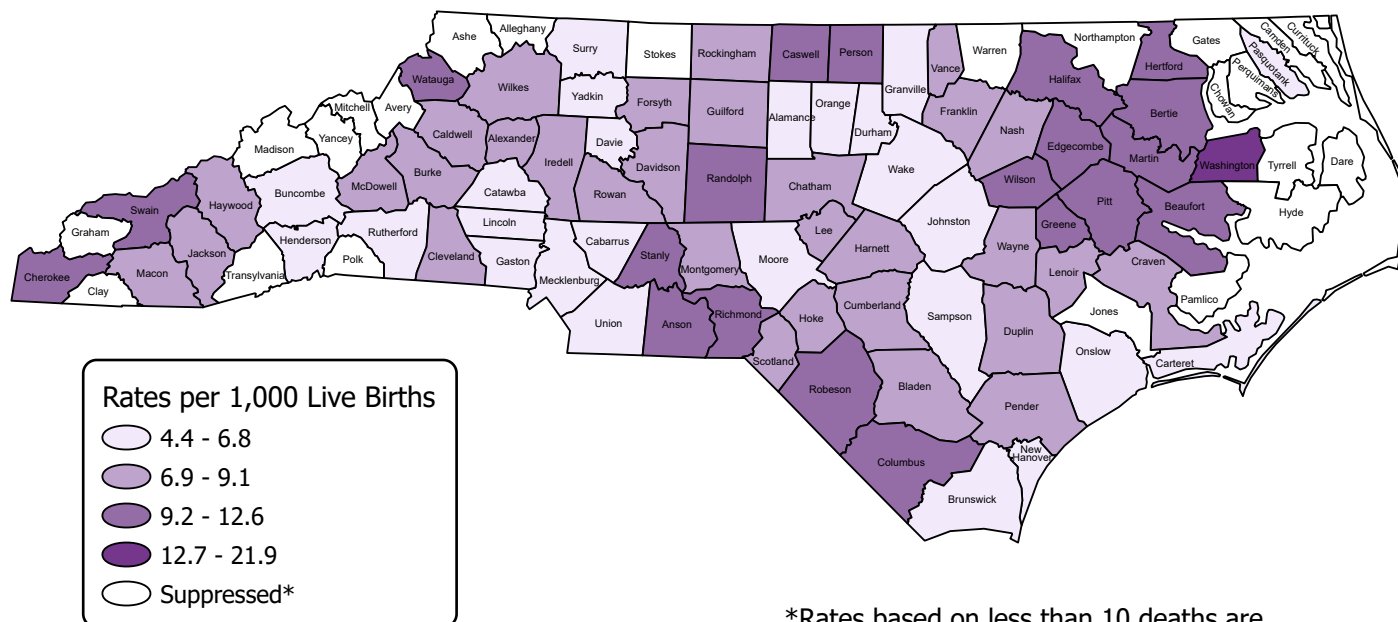 Ashe
Alleghany
Surry
Stokes
Rockingham
Caswell
Person
Granville
Vance
Warren
Northampton
Gates
Camden
Currituck
Pasquotank
Perquimans
Chowan
Hertford
Halifax
Watauga
Wilkes
Yadkin
Forsyth
Guilford
Alamance
Orange
Durham
Franklin
Nash
Bertie
Mitchell
Avery
Yancey
Madison
Caldwell
Alexander
Iredell
Davie
Davidson
Randolph
Chatham
Wake
Edgecombe
Martin
Washington
Tyrrell
Dare
Buncombe
McDowell
Burke
Catawba
Rowan
Wilson
Pitt
Beaufort
Hyde
Swain
Haywood
Graham
Jackson
Henderson
Rutherford
Lincoln
Cleveland
Gaston
Cabarrus
Stanly
Montgomery
Moore
Lee
Harnett
Johnston
Wayne
Greene
Lenoir
Craven
Pamlico
Cherokee
Clay
Macon
Transylvania
Polk
Mecklenburg
Union
Anson
Richmond
Scotland
Hoke
Cumberland
Sampson
Duplin
Jones
Onslow
Carteret
Robeson
Bladen
Pender
Columbus
New
Hanover
Brunswick
Rates per 1,000 Live Births
4.4 - 6.8
6.9 - 9.1
9.2 - 12.6
12.7 - 21.9
Suppressed*
*Rates based on less than 10 deaths are